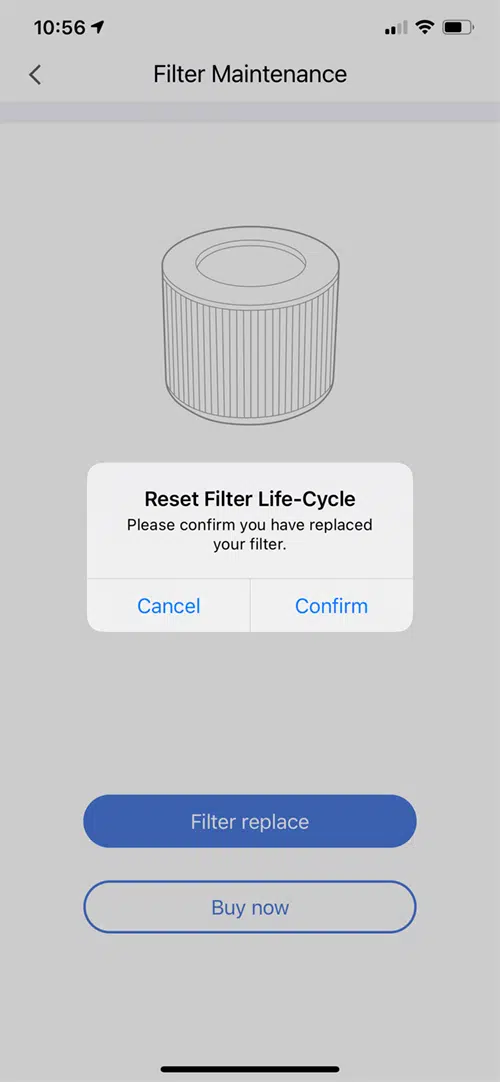 10:56
Filter Maintenance
Reset Filter Life-Cycle
Please confirm you have replaced
your filter.
Cancel Confirm
Filter replace
Buy now